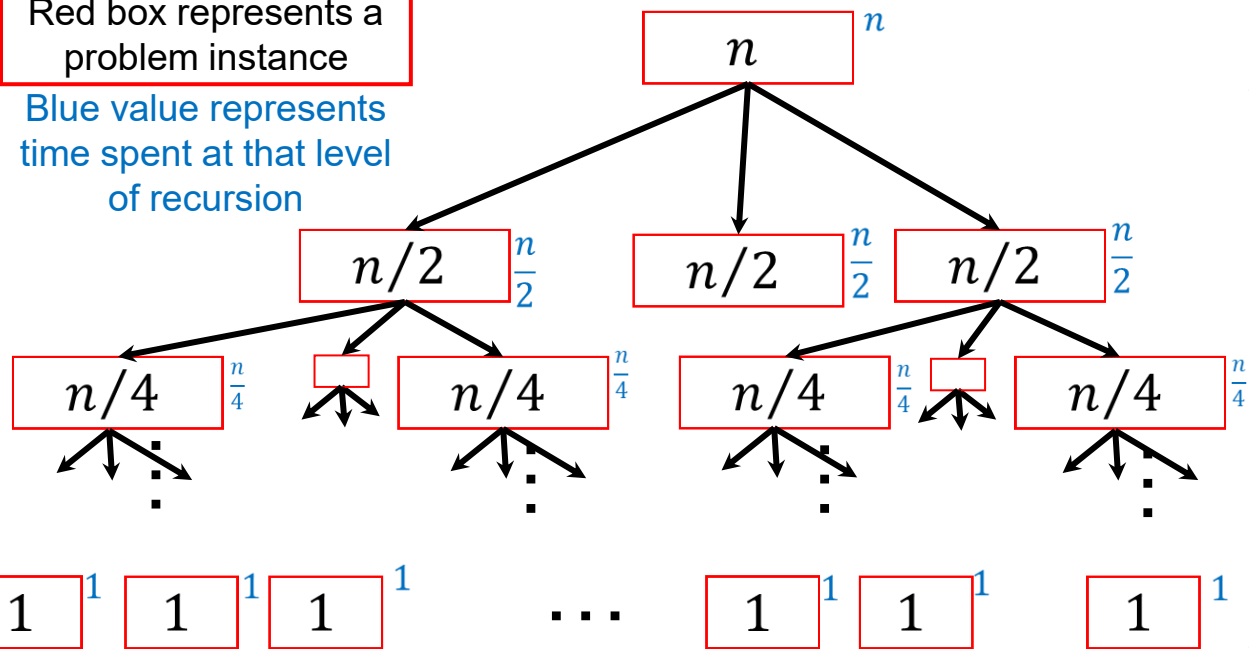 Red box represents a
problem instance
Blue value represents
time spent at that level
of recursion
n n
n/2 n/2 n/2 n/2 n/2 n/2
n/4 n/4 n/4 n/4 n/4 n/4 n/4 n/4
1 1 1 1 1 1 ... 1 1 1 1 1 1